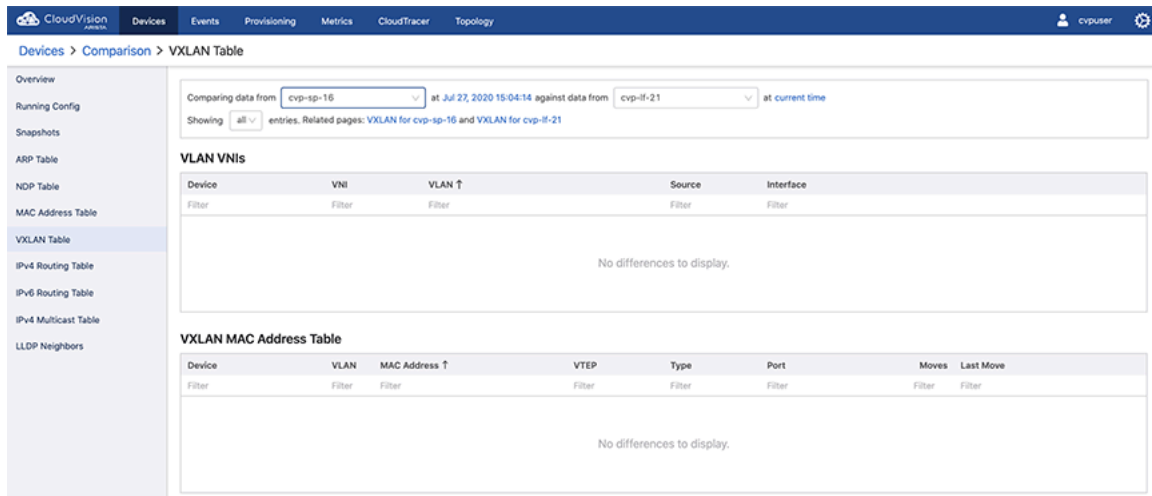 CloudVision
ARISTA
Devices Events Provisioning Metrics CloudTracer Topology cvpuser
Devices > Comparison > VXLAN Table
Overview
Running Config
Snapshots
ARP Table
NDP Table
MAC Address Table
VXLAN Table
IPv4 Routing Table
IPv6 Routing Table
IPv4 Multicast Table
LLDP Neighbors
Comparing data from cvp-sp-16 at Jul 27, 2020 15:04:14 against data from cvp-lf-21 at current time
Showing all entries. Related pages: VXLAN for cvp-sp-16 and VXLAN for cvp-lf-21
VLAN VNIs
Device VNI VLAN ↑ Source Interface
Filter Filter Filter Filter Filter
No differences to display.
VXLAN MAC Address Table
Device VLAN MAC Address ↑ VTEP Type Port Moves Last Move
Filter Filter Filter Filter Filter Filter Filter Filter
No differences to display.